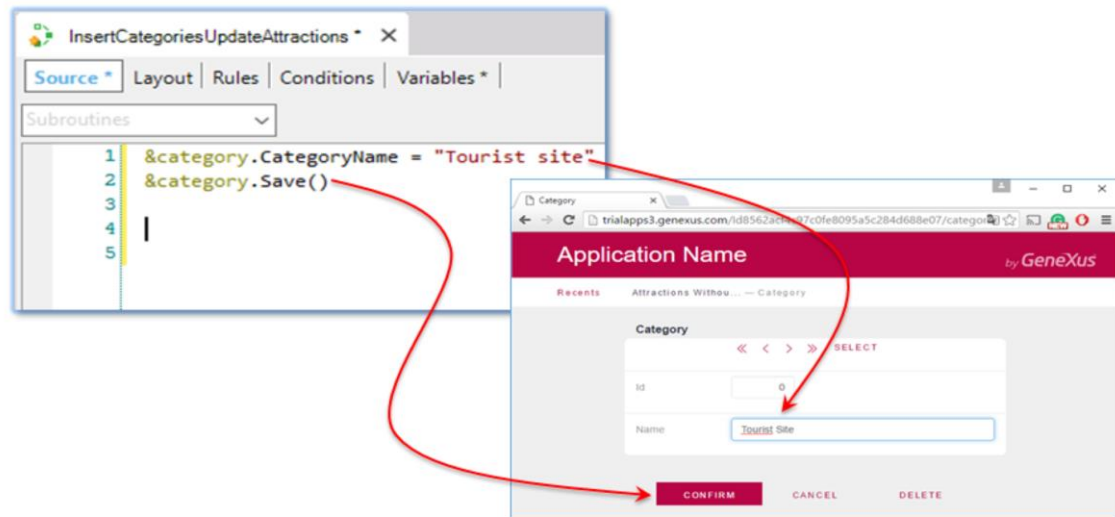 InsertCategoriesUpdateAttractions * X
Source * Layout Rules Conditions Variables *
Subroutines
1 &category.CategoryName = "Tourist site"
2 &category.Save()
3
4
5
Category
Application Name
by GeneXus
Recents Attractions Withou... — Category
Category
« < > » SELECT
Id 0
Name Tourist Site
CONFIRM CANCEL DELETE